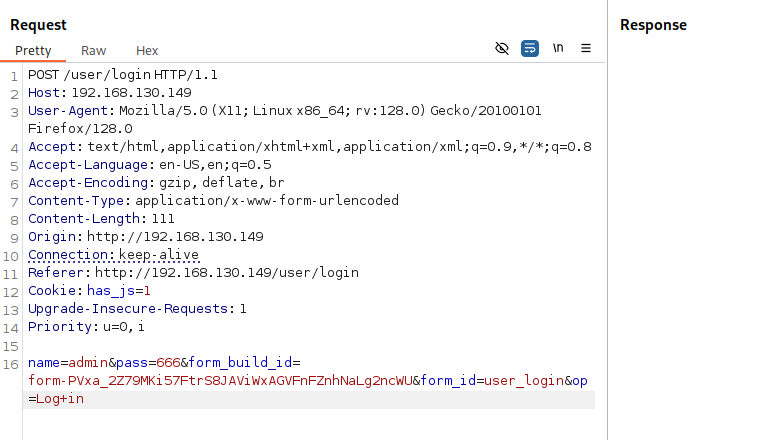 Request
Response
Pretty Raw Hex \n
1 POST /user/login HTTP/1.1
2 Host: 192.168.130.149
3 User-Agent: Mozilla/5.0 (X11; Linux x86_64; rv:128.0) Gecko/20100101
Firefox/128.0
4 Accept: text/html,application/xhtml+xml,application/xml;q=0.9,*/*;q=0.8
5 Accept-Language: en-US,en;q=0.5
6 Accept-Encoding: gzip, deflate, br
7 Content-Type: application/x-www-form-urlencoded
8 Content-Length: 111
9 Origin: http://192.168.130.149
10 Connection: keep-alive
11 Referer: http://192.168.130.149/user/login
12 Cookie: has_js=1
13 Upgrade-Insecure-Requests: 1
14 Priority: u=0, i
15
16 name=admin&pass=666&form_build_id=
form-PVxa_2Z79MKi57FtrS8JAViWxAGVFnFZnhNaLg2ncWU&form_id=user_login&op
=Log+in